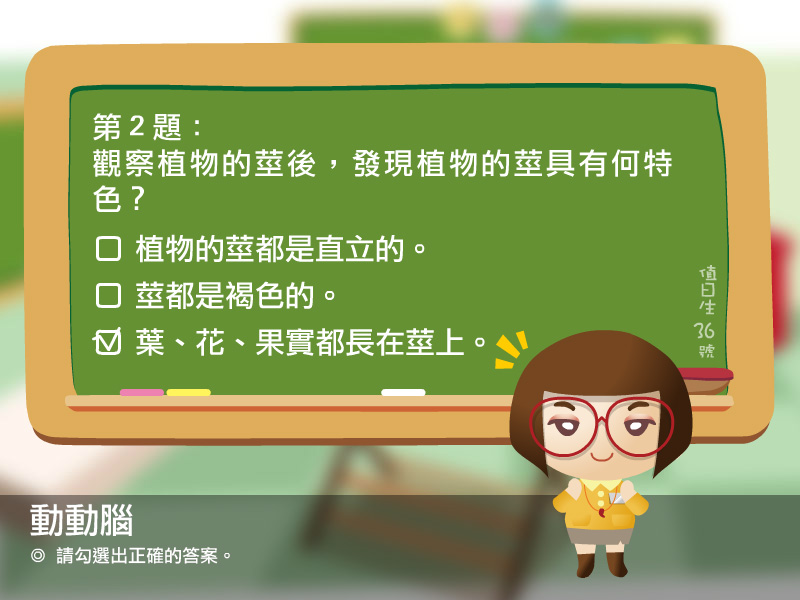 第2題：
觀察植物的莖後，發現植物的莖具有何特
色？
植物的莖都是直立的。
莖都是褐色的。
葉、花、果實都長在莖上。
值日生
36
號
動動腦
◎ 請勾選出正確的答案。